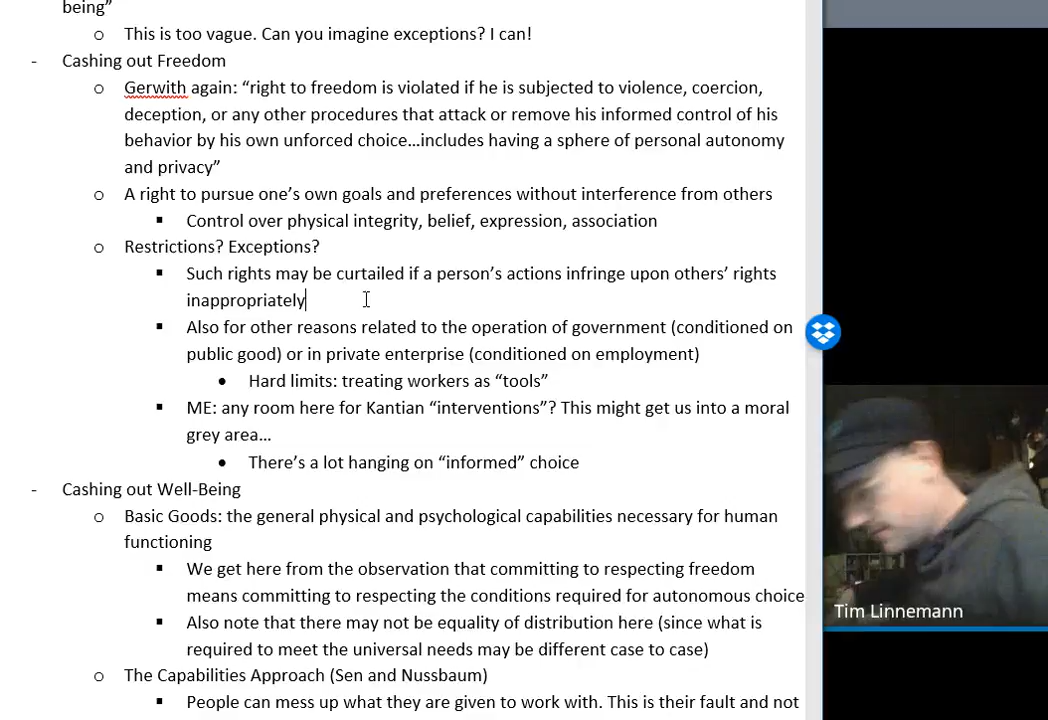 being”
o This is too vague. Can you imagine exceptions? I can!
- Cashing out Freedom
o Gerwith again: “right to freedom is violated if he is subjected to violence, coercion,
deception, or any other procedures that attack or remove his informed control of his
behavior by his own unforced choice…includes having a sphere of personal autonomy
and privacy”
o A right to pursue one’s own goals and preferences without interference from others
▪ Control over physical integrity, belief, expression, association
o Restrictions? Exceptions?
▪ Such rights may be curtailed if a person’s actions infringe upon others’ rights
inappropriately
▪ Also for other reasons related to the operation of government (conditioned on
public good) or in private enterprise (conditioned on employment)
• Hard limits: treating workers as “tools”
▪ ME: any room here for Kantian “interventions”? This might get us into a moral
grey area…
• There’s a lot hanging on “informed” choice
- Cashing out Well-Being
o Basic Goods: the general physical and psychological capabilities necessary for human
functioning
▪ We get here from the observation that committing to respecting freedom
means committing to respecting the conditions required for autonomous choice
▪ Also note that there may not be equality of distribution here (since what is
required to meet the universal needs may be different case to case)
o The Capabilities Approach (Sen and Nussbaum)
▪ People can mess up what they are given to work with. This is their fault and not
Tim Linnemann